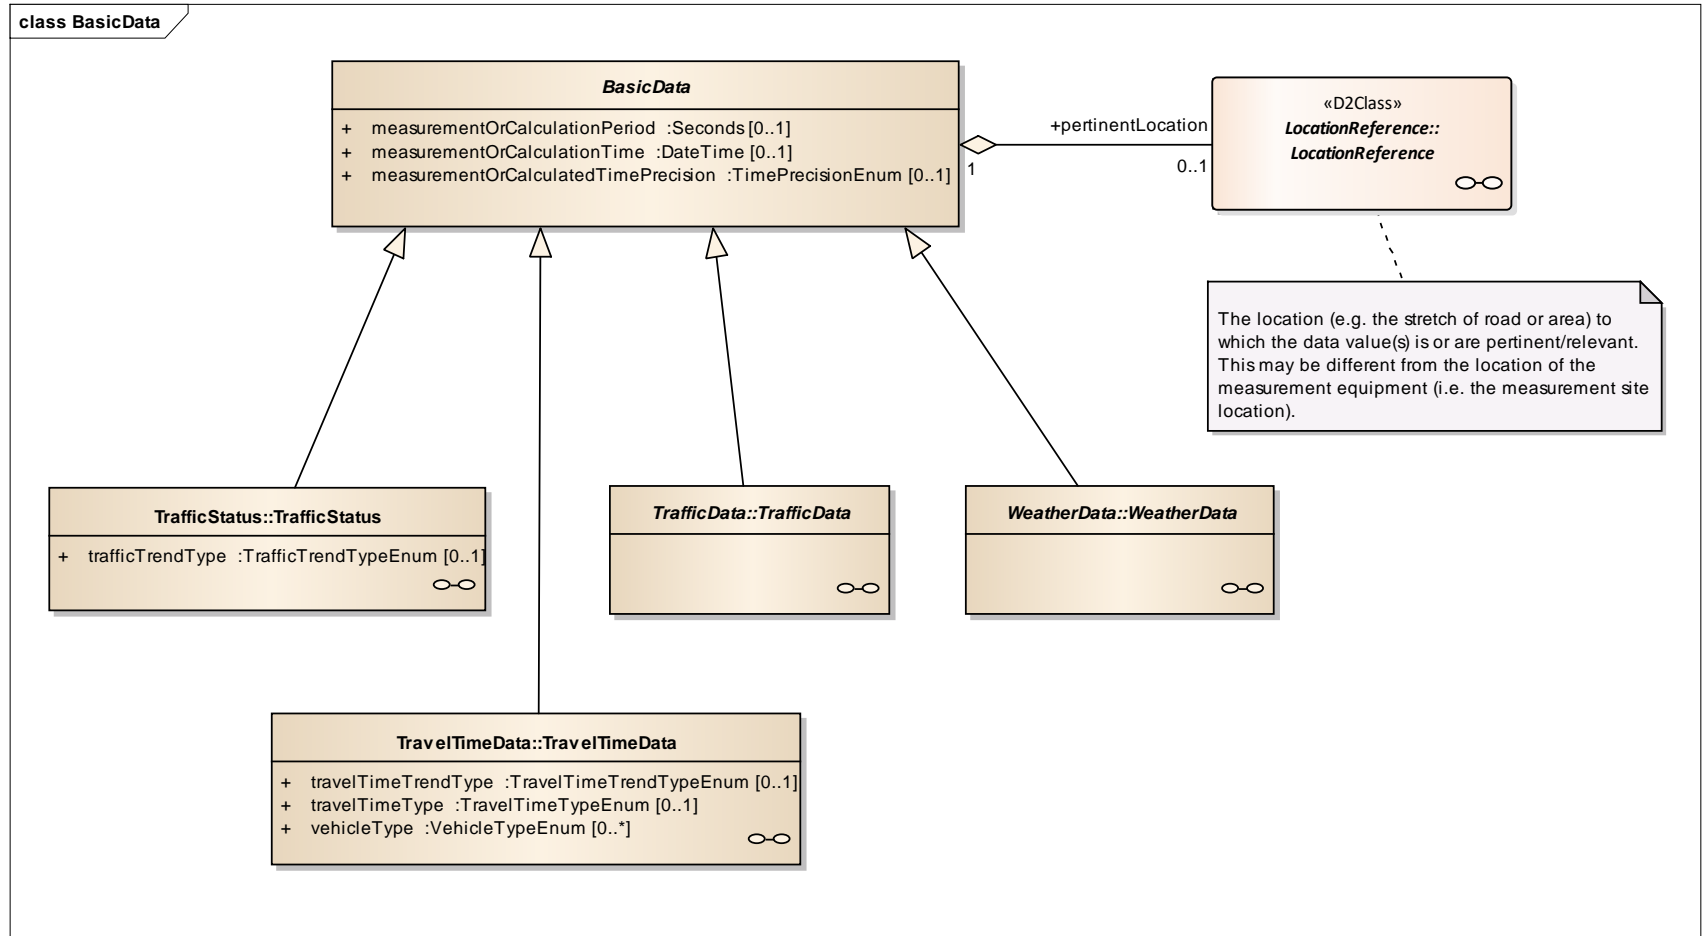 class BasicData
BasicData
+ measurementOrCalculationPeriod :Seconds [0..1]
+ measurementOrCalculationTime :DateTime [0..1]
+ measurementOrCalculatedTimePrecision :TimePrecisionEnum [0..1]
1
+pertinentLocation
0..1
«D2Class»
LocationReference::
LocationReference
The location (e.g. the stretch of road or area) to
which the data value(s) is or are pertinent/relevant.
This may be different from the location of the
measurement equipment (i.e. the measurement site
location).
TrafficStatus::TrafficStatus
+ trafficTrendType :TrafficTrendTypeEnum [0..1]
TrafficData::TrafficData
WeatherData::WeatherData
TravelTimeData::TravelTimeData
+ travelTimeTrendType :TravelTimeTrendTypeEnum [0..1]
+ travelTimeType :TravelTimeTypeEnum [0..1]
+ vehicleType :VehicleTypeEnum [0..*]